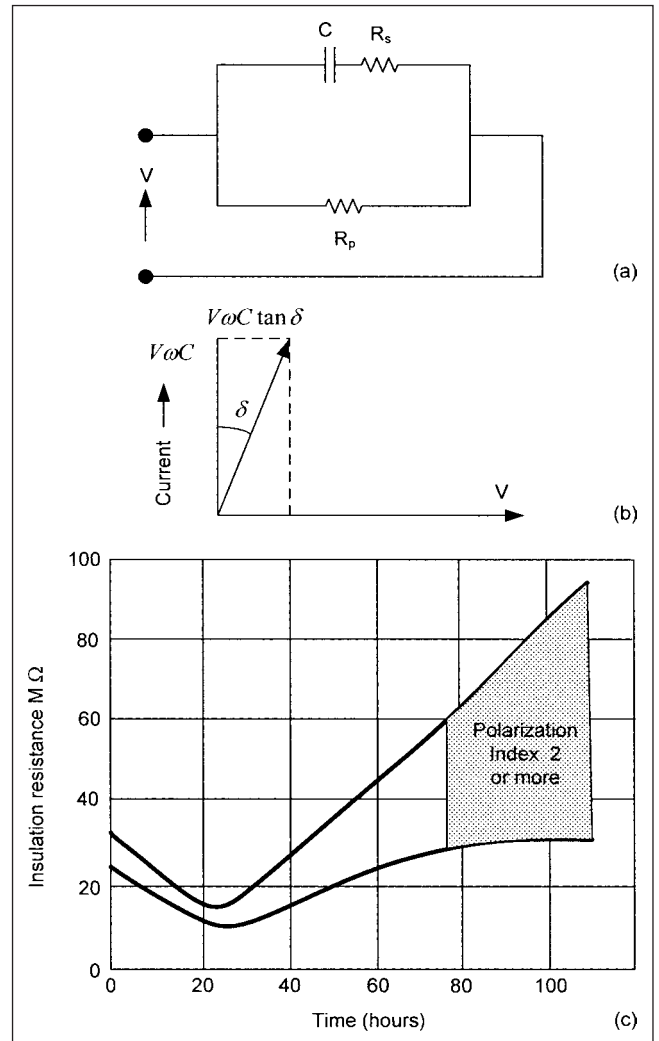 C R_s
V
R_p
(a)
VωC tan δ
VωC
δ
Current
V
(b)
100
80
60
40
20
0
Insulation resistance M Ω
Polarization
Index 2
or more
0 20 40 60 80 100
Time (hours)
(c)